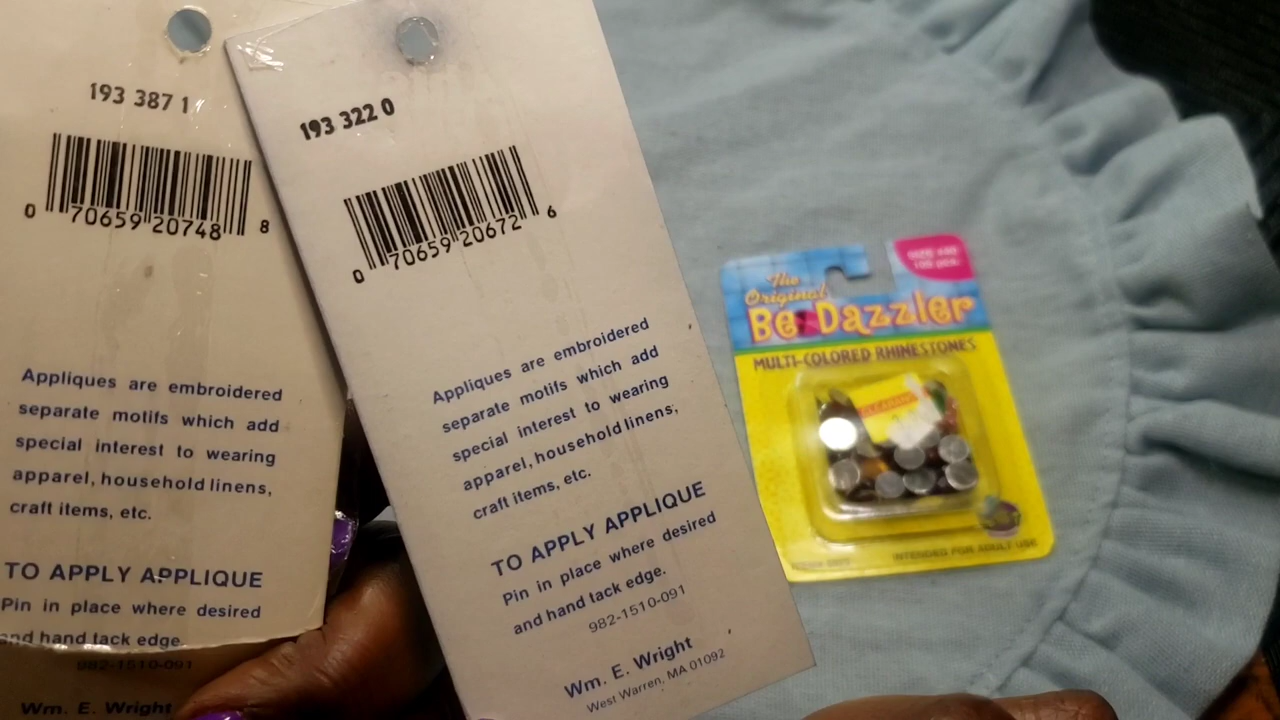 193 387 1
0 70659 20748 8
Appliques are embroidered
separate motifs which add
special interest to wearing
apparel, household linens,
craft items, etc.
TO APPLY APPLIQUE
Pin in place where desired
and hand tack edge.
982-1510-091
Wm. E. Wright
193 322 0
0 70659 20672 6
Appliques are embroidered
separate motifs which add
special interest to wearing
apparel, household linens,
craft items, etc.
TO APPLY APPLIQUE
Pin in place where desired
and hand tack edge.
982-1510-091
Wm. E. Wright
West Warren, MA 01092
The
Original
BeDazzler
MULTI-COLORED RHINESTONES
CLEARANCE
INTENDED FOR ADULT USE